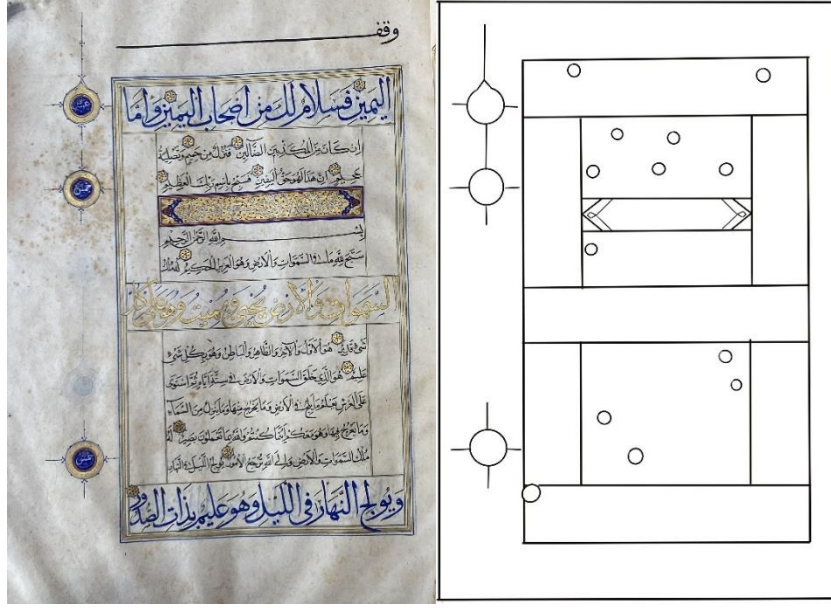 وقف
اليمين فسلام لك من اصحاب اليمين واما
ان كان من المكذبين الضالين فنزل من حميم وتصلية
جحيم ان هذا لهو حق اليقين فسبح باسم ربك العظيم
بسم الله الرحمن الرحيم
سبح لله ما في السموات والارض وهو العزيز الحكيم له ملك
السموات والارض يحيي ويميت وهو على كل
شيء قدير هو الاول والآخر والظاهر والباطن وهو بكل شيء
عليم هو الذي خلق السموات والارض في ستة ايام ثم استوى
على العرش يعلم ما يلج في الارض وما يخرج منها وما ينزل من السماء
وما يعرج فيها وهو معكم اينما كنتم والله بما تعملون بصير له
ملك السموات والارض والى الله ترجع الامور يولج الليل في النهار
ويولج النهار في الليل وهو عليم بذات الصدور